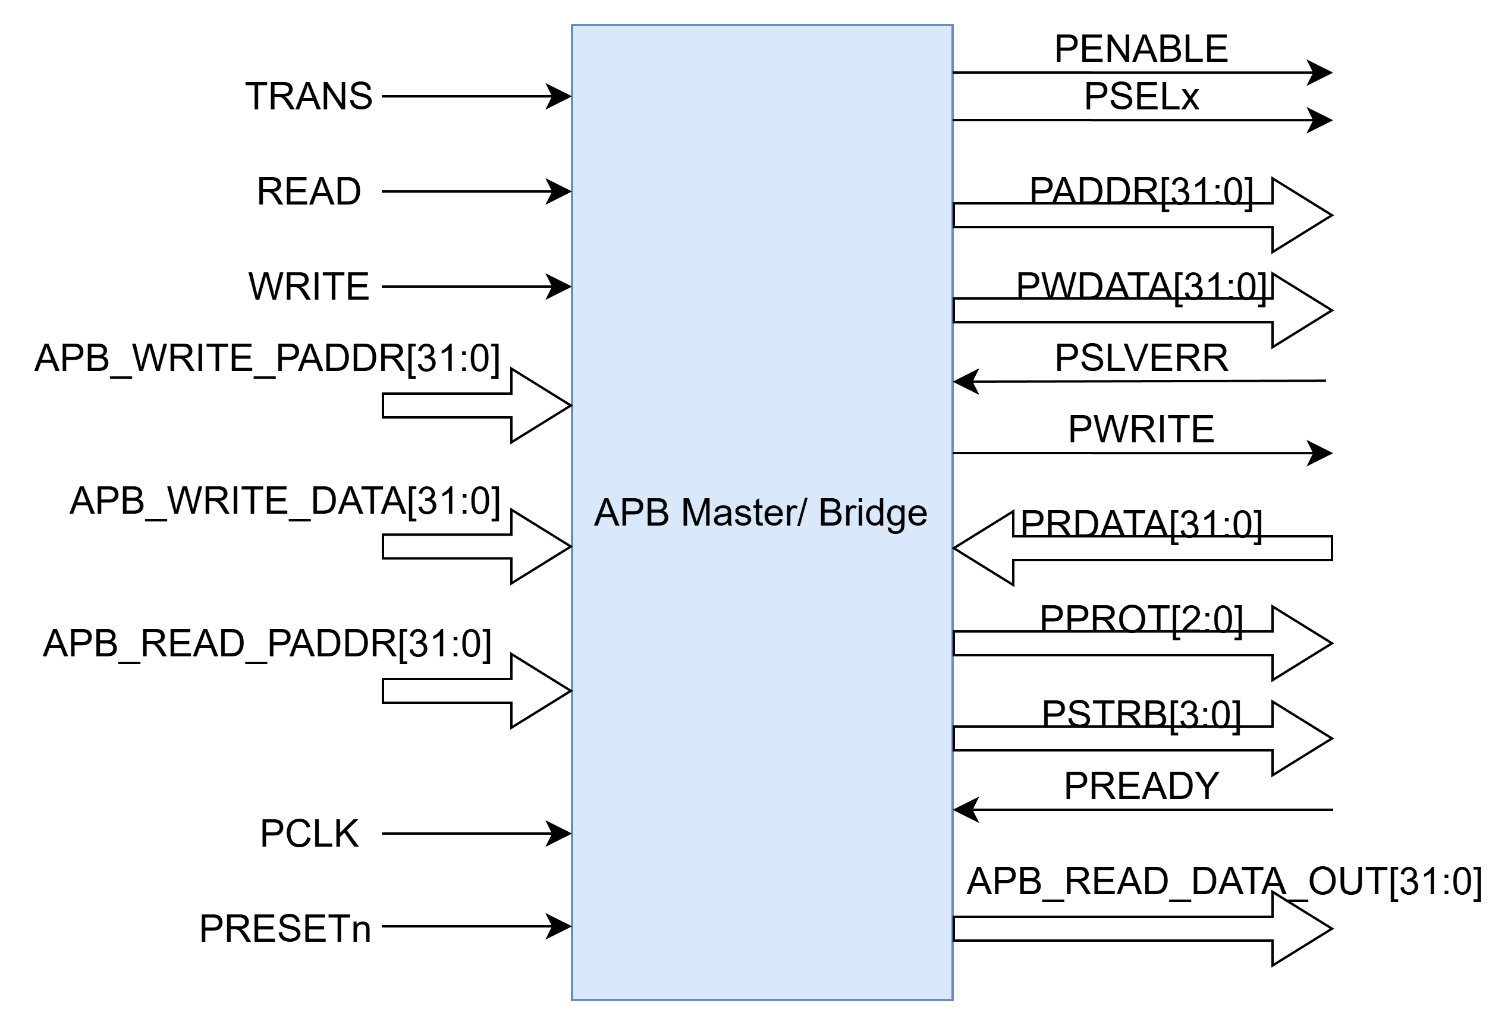 TRANS
READ
WRITE
APB_WRITE_PADDR[31:0]
APB_WRITE_DATA[31:0]
APB_READ_PADDR[31:0]
PCLK
PRESETn
APB Master/ Bridge
PENABLE
PSELx
PADDR[31:0]
PWDATA[31:0]
PSLVERR
PWRITE
PRDATA[31:0]
PPROT[2:0]
PSTRB[3:0]
PREADY
APB_READ_DATA_OUT[31:0]